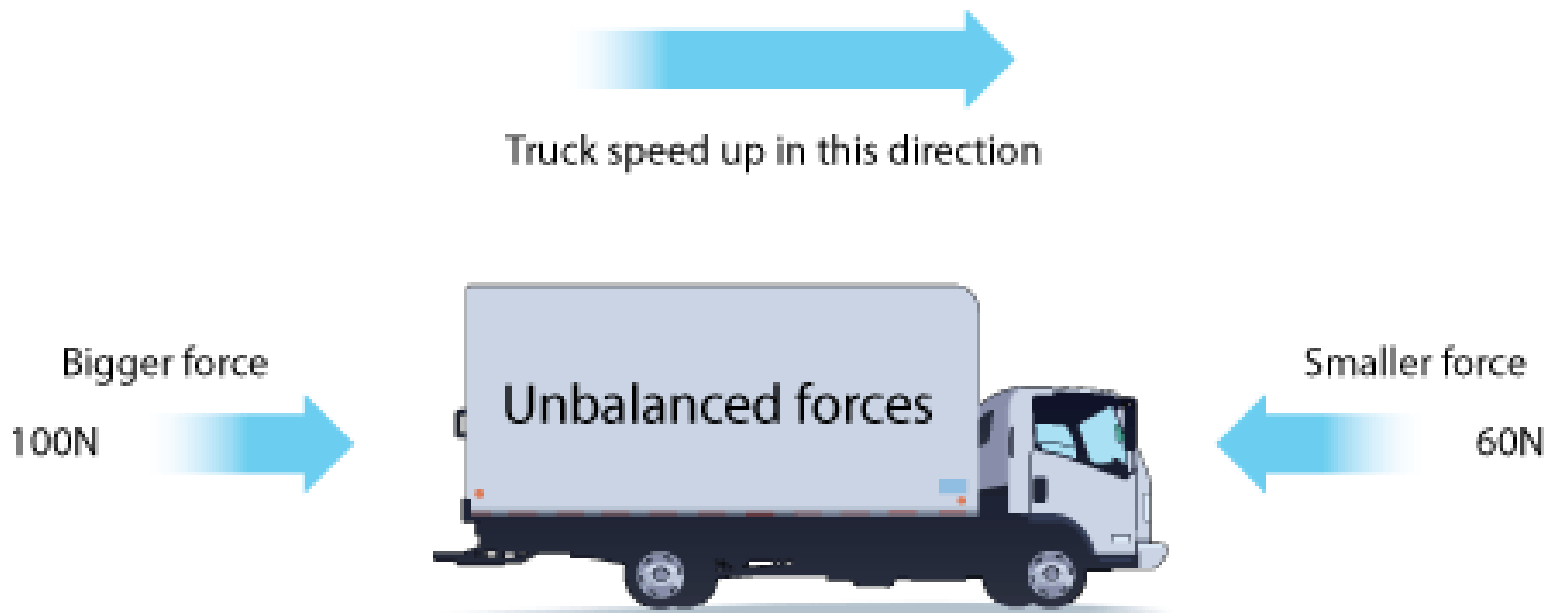 Truck speed up in this direction
Bigger force
Smaller force
Unbalanced forces
100N
60N